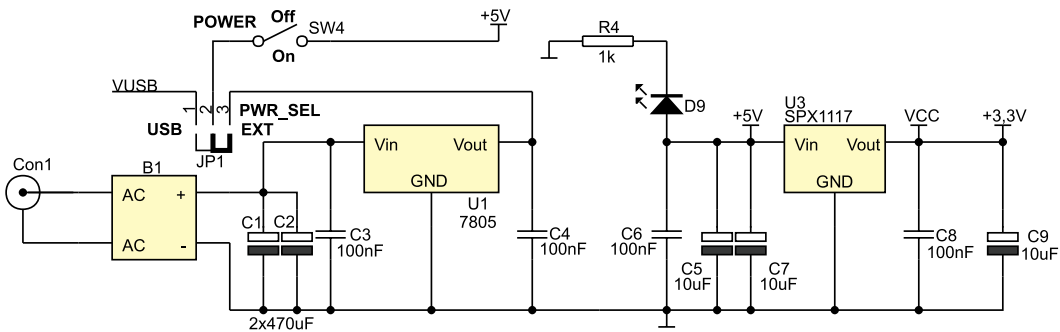 Off
POWER
SW4
+5V
On
R4
1k
VUSB
1
2
3
PWR_SEL
USB
EXT
JP1
D9
U3
SPX1117
+5V
VCC
+3,3V
Con1
B1
AC
+
AC
-
Vin
Vout
GND
U1
7805
Vin
Vout
GND
C1
C2
C3
100nF
C4
100nF
C6
100nF
C5
10uF
C7
10uF
C8
100nF
C9
10uF
2x470uF